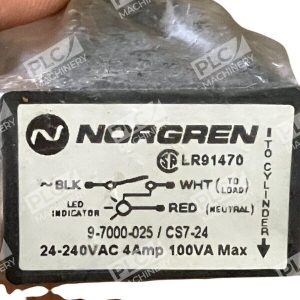 PLC
MACHINERY
NORGREN
LR91470
~BLK
WHT (TO LOAD)
LED
INDICATOR
RED (NEUTRAL)
9-7000-025 / CS7-24
24-240VAC 4Amp 100VA Max
TO CYLINDER